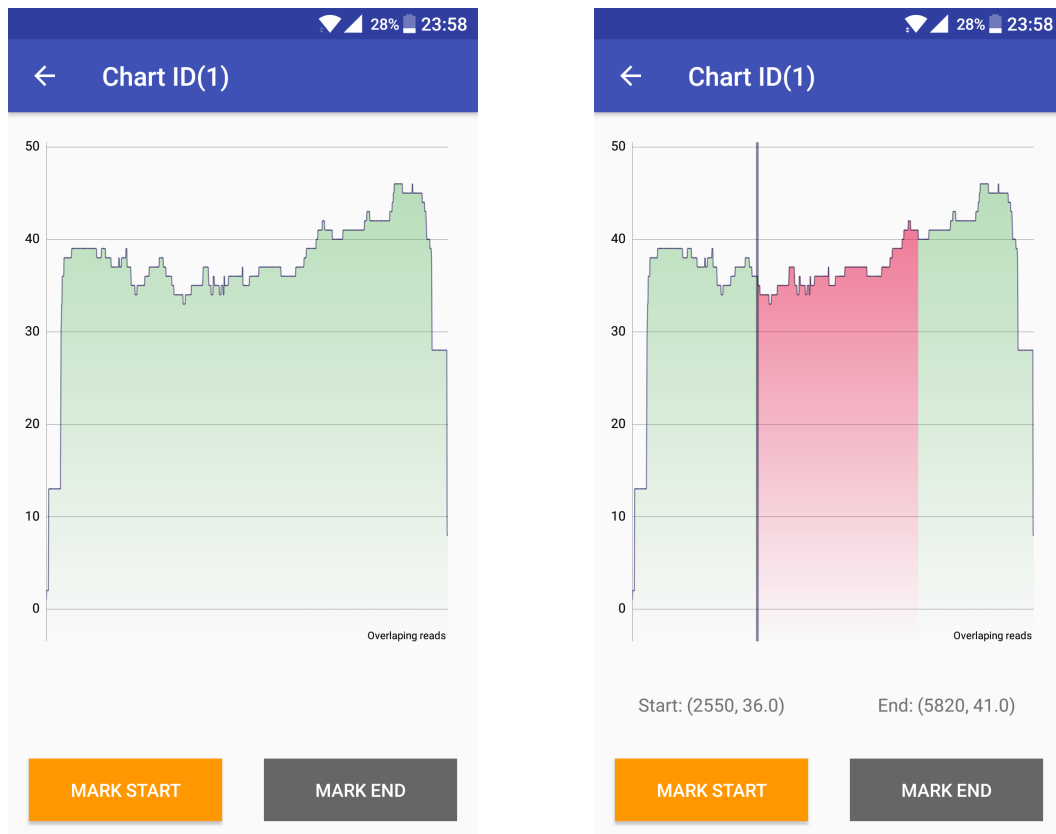 28% 23:58
Chart ID(1)
50
40
30
20
10
0
Overlaping reads
MARK START MARK END
28% 23:58
Chart ID(1)
50
40
30
20
10
0
Overlaping reads
Start: (2550, 36.0) End: (5820, 41.0)
MARK START MARK END